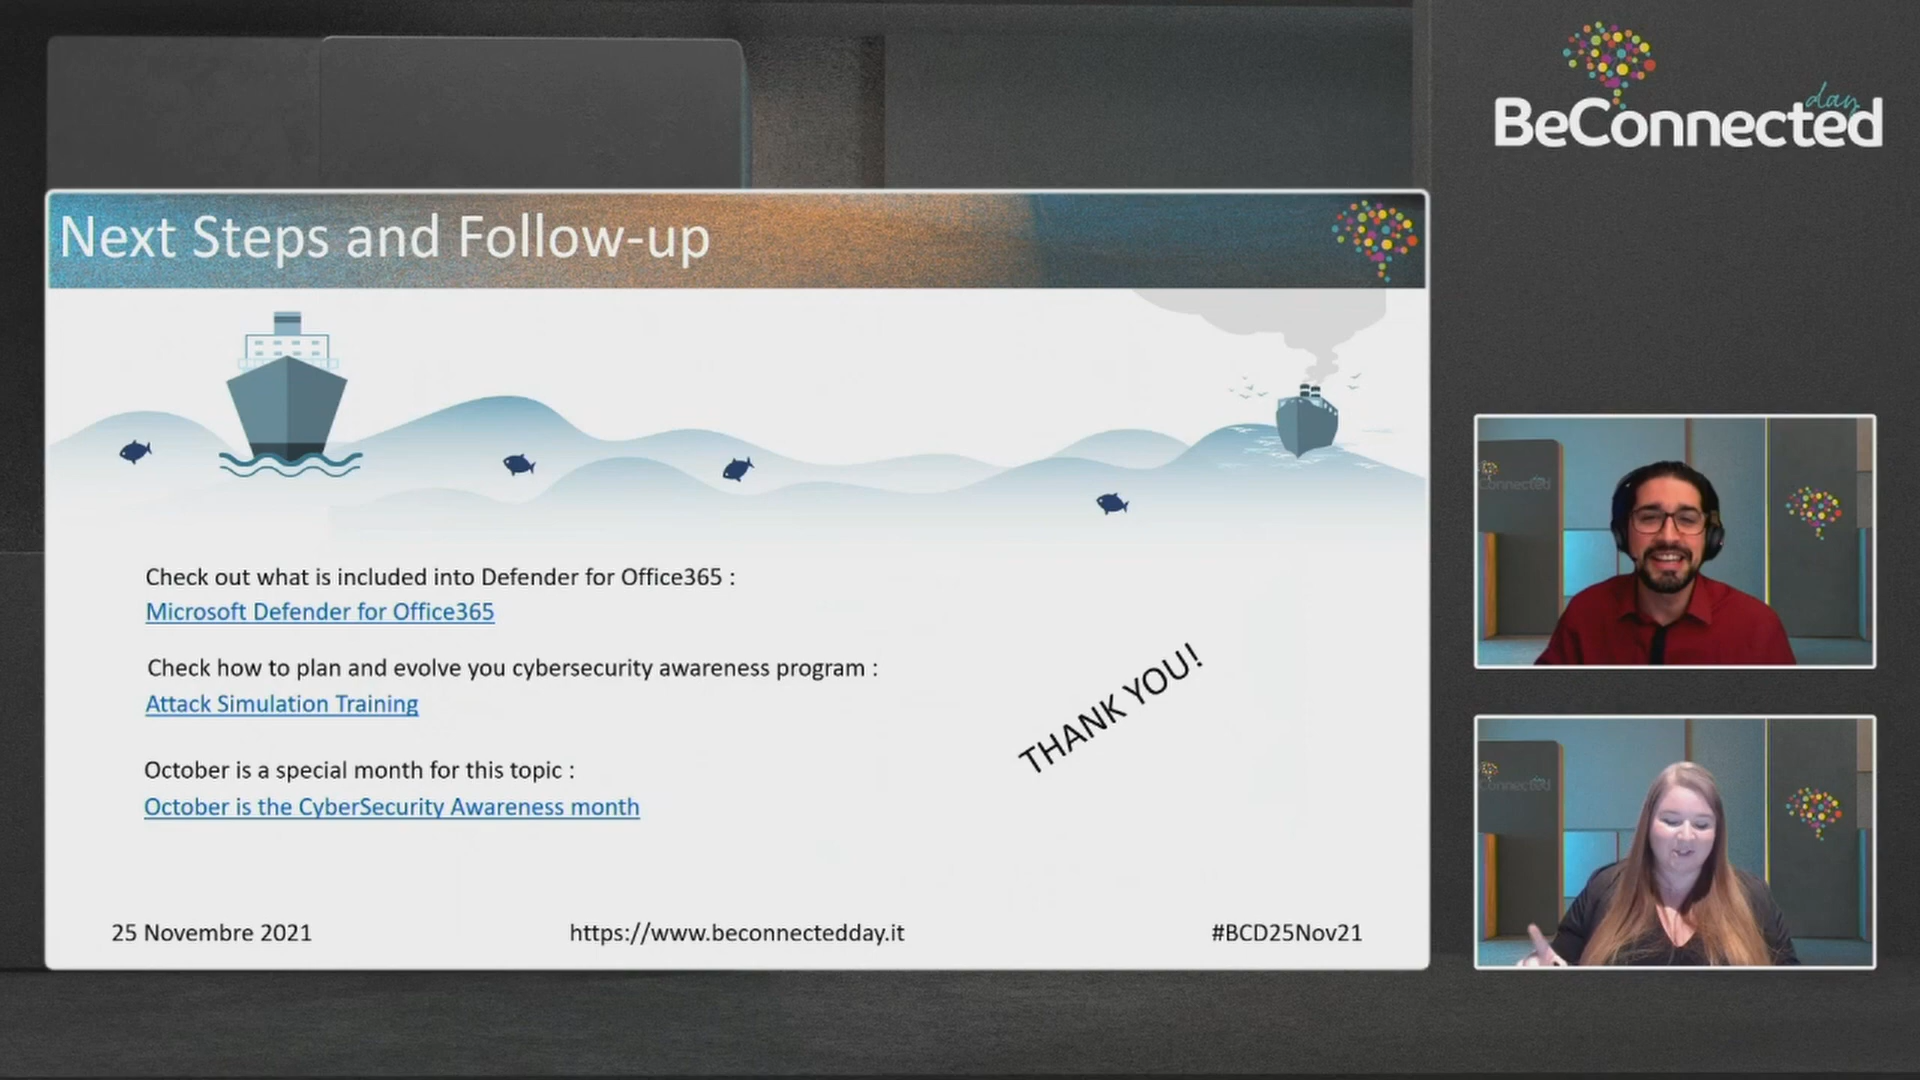 day
BeConnected
Next Steps and Follow-up
Check out what is included into Defender for Office365 :
Microsoft Defender for Office365
Check how to plan and evolve you cybersecurity awareness program :
Attack Simulation Training
October is a special month for this topic :
October is the CyberSecurity Awareness month
THANK YOU!
25 Novembre 2021
https://www.beconnectedday.it
#BCD25Nov21
Connected
Connected